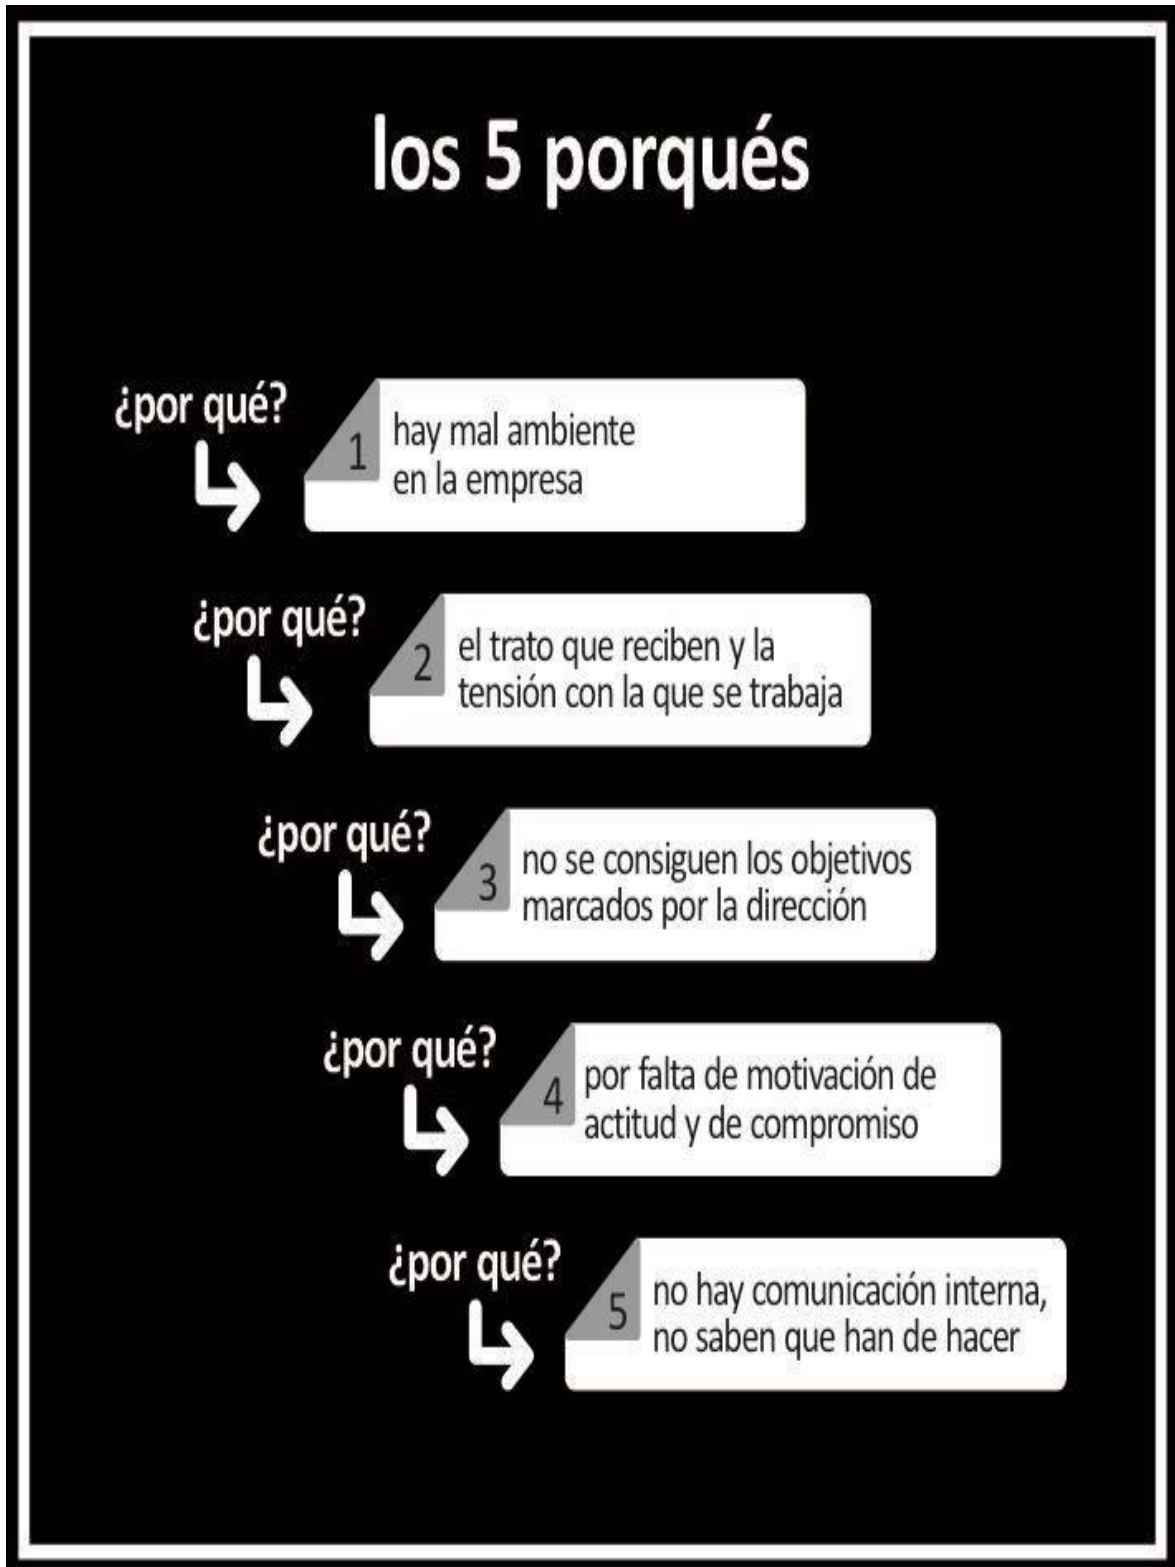 los 5 porqués
¿por qué?
1
hay mal ambiente
en la empresa
¿por qué?
2
el trato que reciben y la
tensión con la que se trabaja
¿por qué?
3
no se consiguen los objetivos
marcados por la dirección
¿por qué?
4
por falta de motivación de
actitud y de compromiso
¿por qué?
5
no hay comunicación interna,
no saben que han de hacer